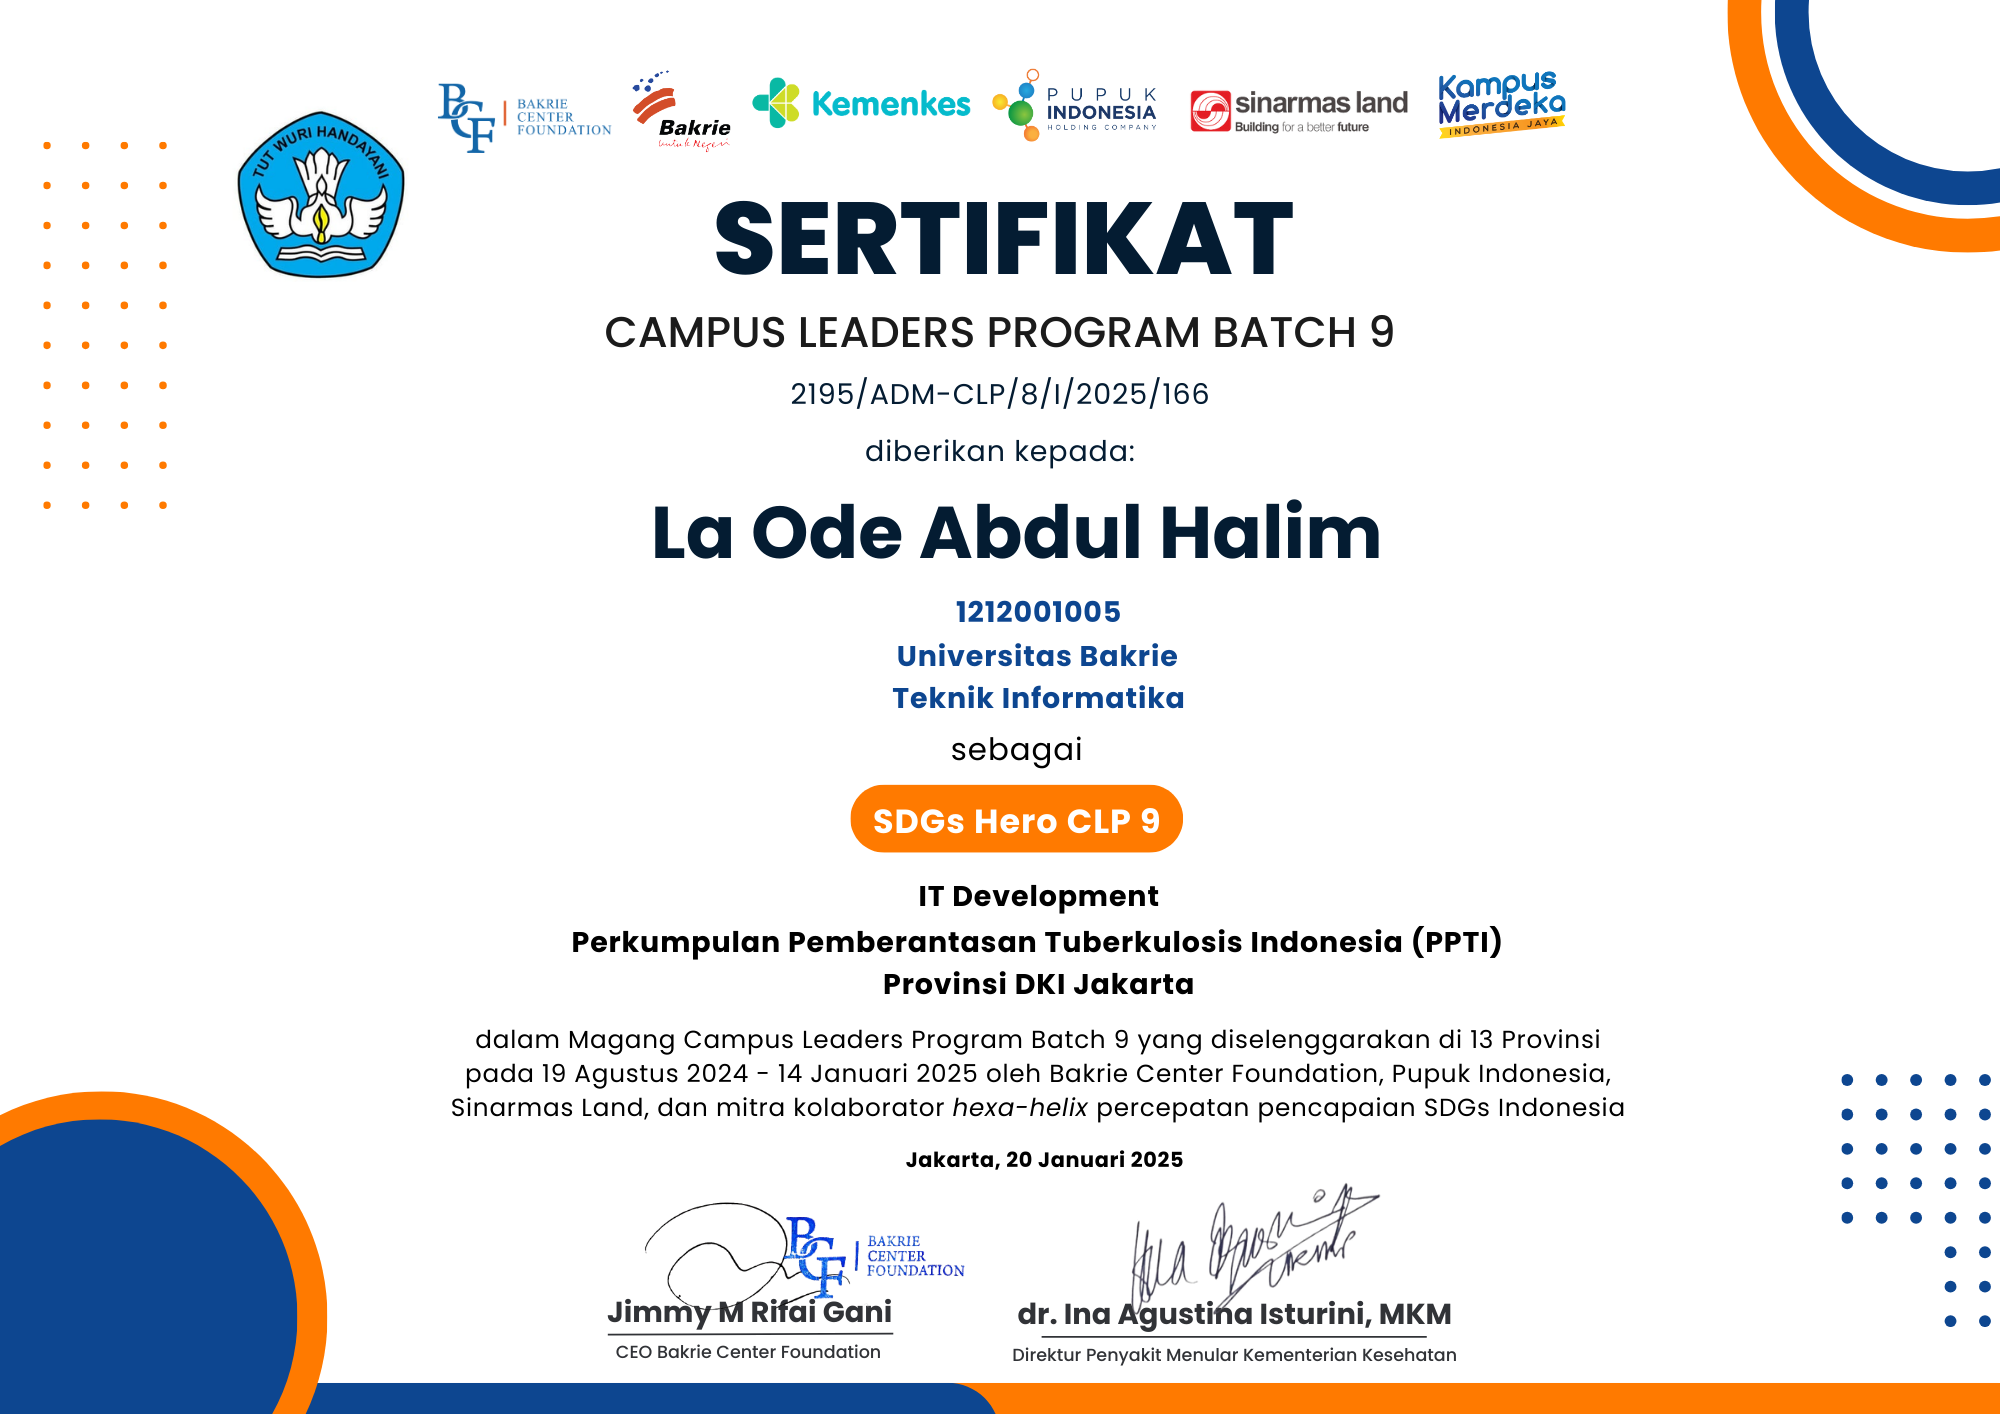 TUT WURI HANDAYANI
BCF
BAKRIE
CENTER
FOUNDATION
Bakrie
Untuk Negeri
Kemenkes
PUPUK
INDONESIA
HOLDING COMPANY
sinarmas land
Building for a better future
Kampus
Merdeka
INDONESIA JAYA
SERTIFIKAT
CAMPUS LEADERS PROGRAM BATCH 9
2195/ADM-CLP/8/I/2025/166
diberikan kepada:
La Ode Abdul Halim
1212001005
Universitas Bakrie
Teknik Informatika
sebagai
SDGs Hero CLP 9
IT Development
Perkumpulan Pemberantasan Tuberkulosis Indonesia (PPTI)
Provinsi DKI Jakarta
dalam Magang Campus Leaders Program Batch 9 yang diselenggarakan di 13 Provinsi
pada 19 Agustus 2024 - 14 Januari 2025 oleh Bakrie Center Foundation, Pupuk Indonesia,
Sinarmas Land, dan mitra kolaborator hexa-helix percepatan pencapaian SDGs Indonesia
Jakarta, 20 Januari 2025
BCF
BAKRIE
CENTER
FOUNDATION
Jimmy M Rifai Gani
CEO Bakrie Center Foundation
dr. Ina Agustina Isturini, MKM
Direktur Penyakit Menular Kementerian Kesehatan